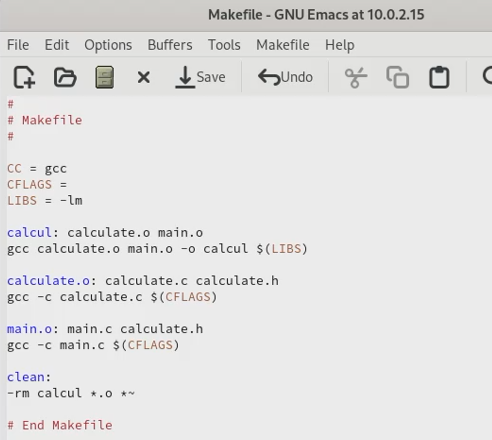 Makefile - GNU Emacs at 10.0.2.15
File Edit Options Buffers Tools Makefile Help
Save Undo
#
# Makefile
#
CC = gcc
CFLAGS =
LIBS = -lm
calcul: calculate.o main.o
gcc calculate.o main.o -o calcul $(LIBS)
calculate.o: calculate.c calculate.h
gcc -c calculate.c $(CFLAGS)
main.o: main.c calculate.h
gcc -c main.c $(CFLAGS)
clean:
-rm calcul *.o *~
# End Makefile